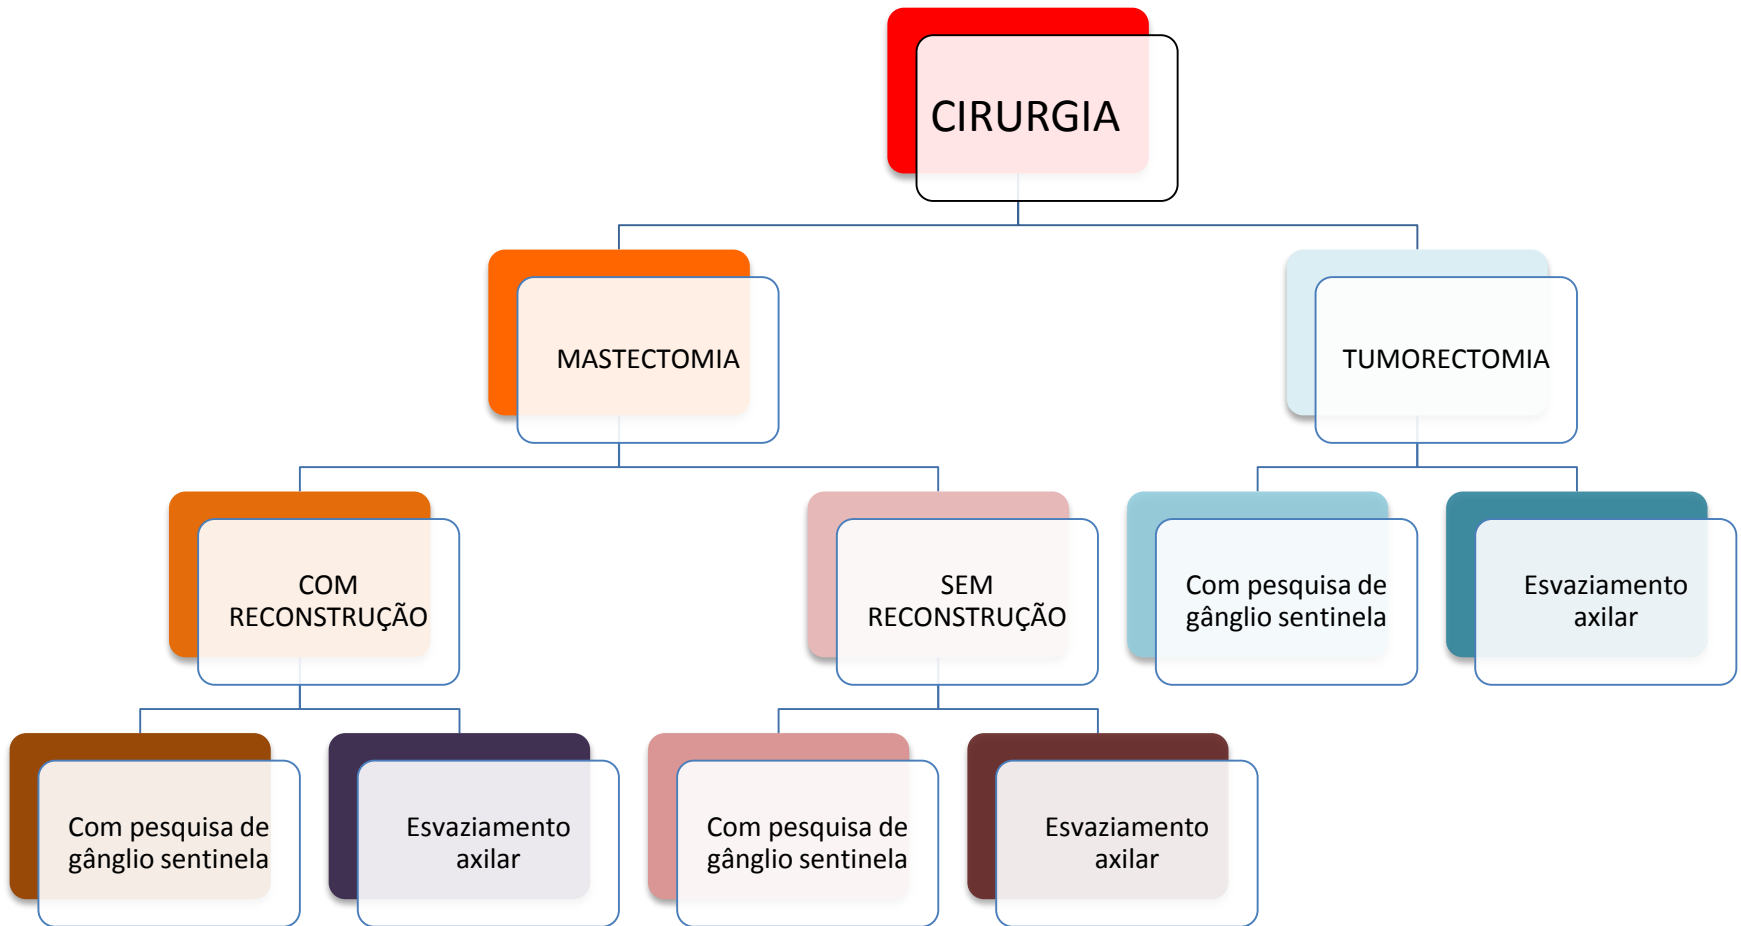 CIRURGIA
MASTECTOMIA
TUMORECTOMIA
COM
RECONSTRUÇÃO
SEM
RECONSTRUÇÃO
Com pesquisa de
gânglio sentinela
Esvaziamento
axilar
Com pesquisa de
gânglio sentinela
Esvaziamento
axilar
Com pesquisa de
gânglio sentinela
Esvaziamento
axilar